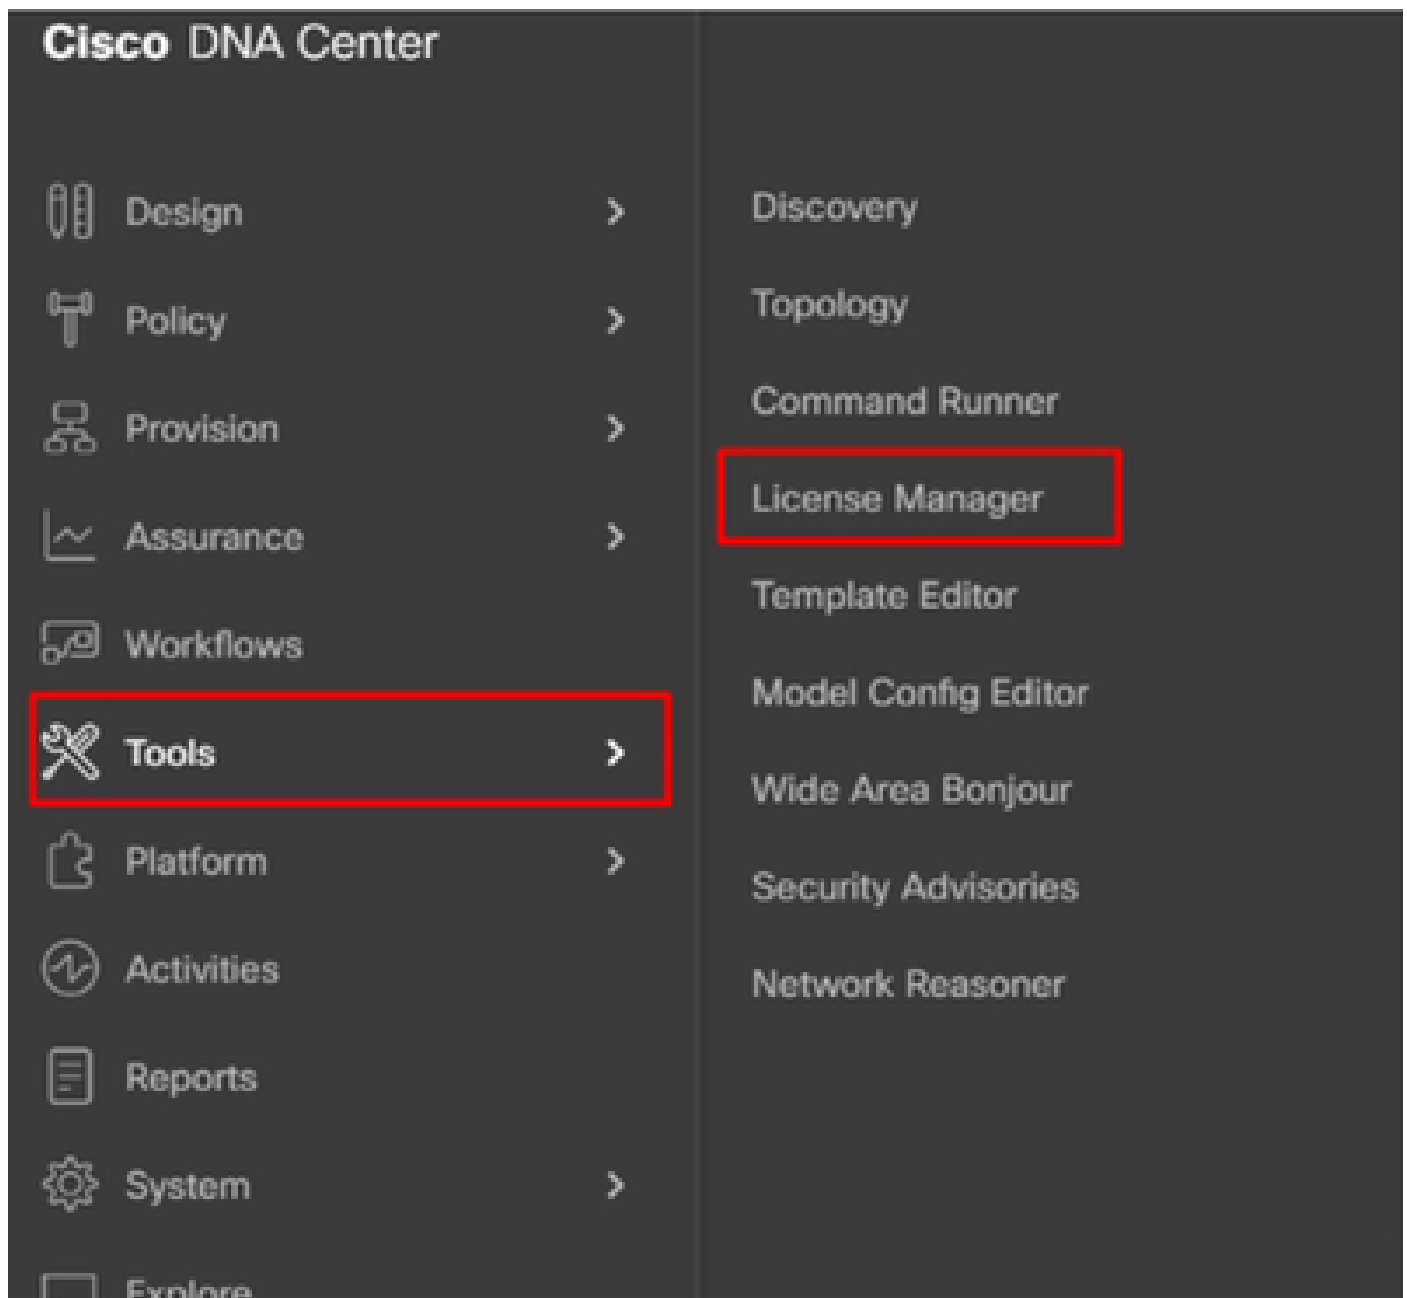 Cisco DNA Center
Design
Policy
Provision
Assurance
Workflows
Tools
Platform
Activities
Reports
System
Explore
Discovery
Topology
Command Runner
License Manager
Template Editor
Model Config Editor
Wide Area Bonjour
Security Advisories
Network Reasoner